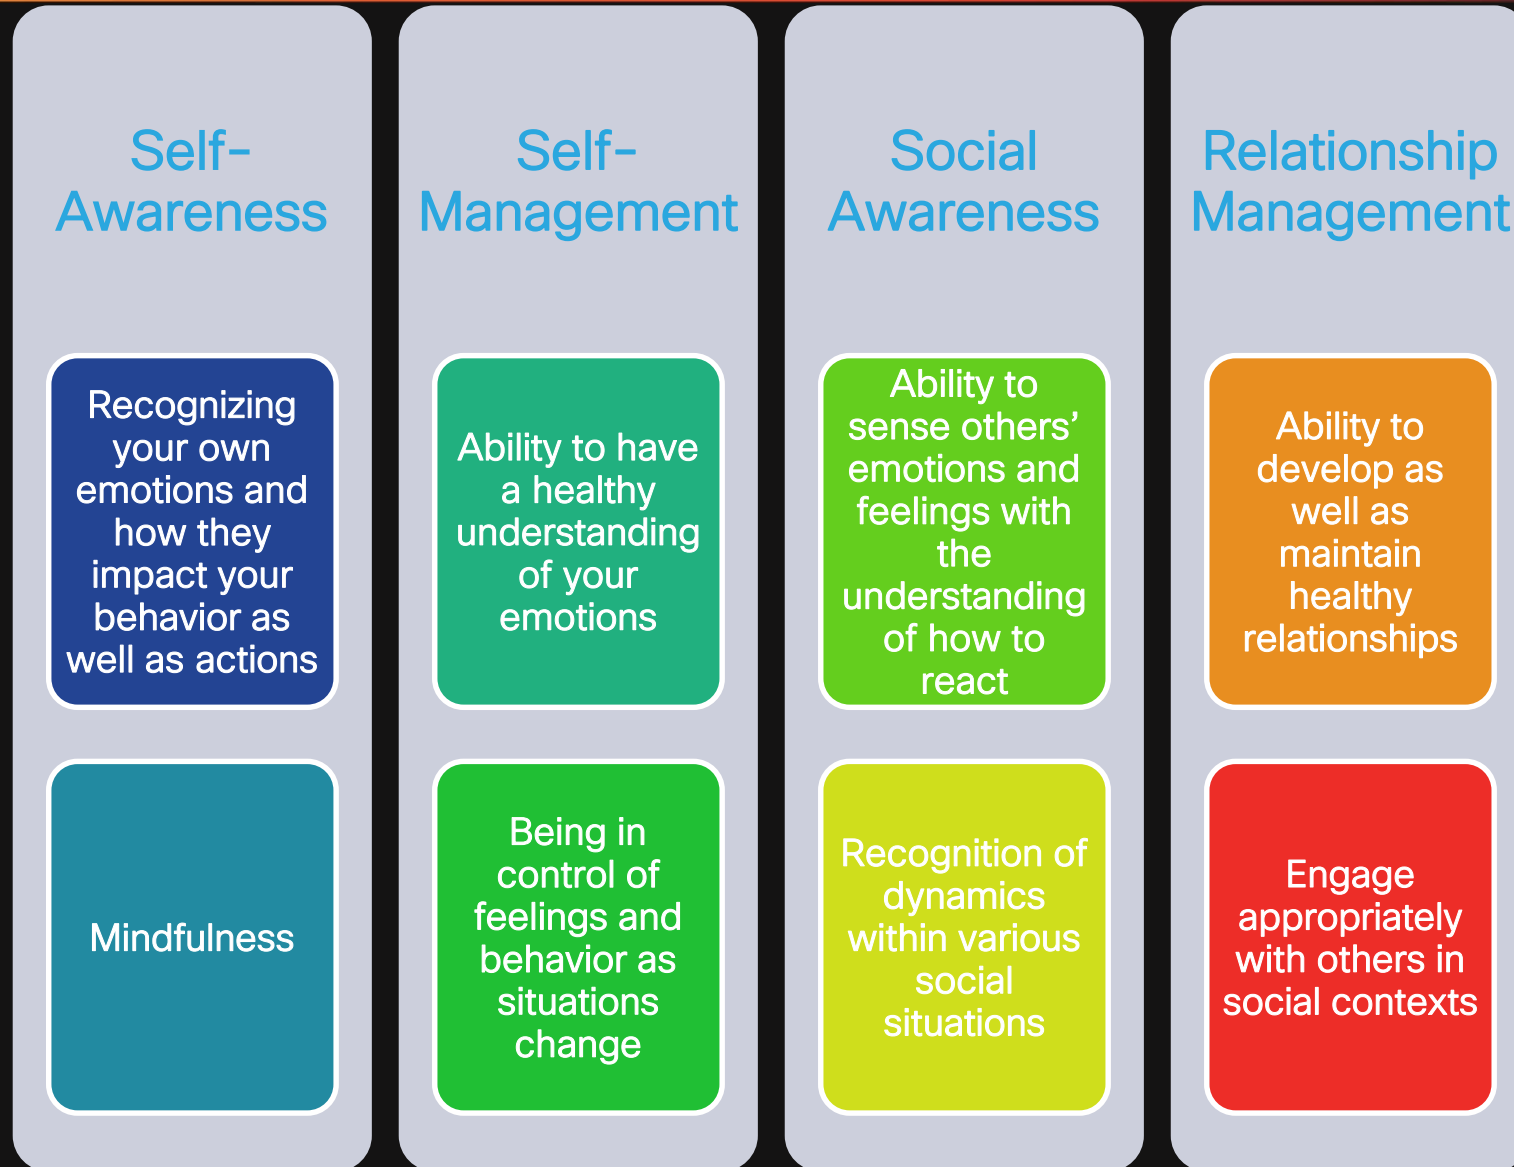 Self-
Awareness
Recognizing
your own
emotions and
how they
impact your
behavior as
well as actions
Mindfulness
Self-
Management
Ability to have
a healthy
understanding
of your
emotions
Being in
control of
feelings and
behavior as
situations
change
Social
Awareness
Ability to
sense others’
emotions and
feelings with
the
understanding
of how to
react
Recognition of
dynamics
within various
social
situations
Relationship
Management
Ability to
develop as
well as
maintain
healthy
relationships
Engage
appropriately
with others in
social contexts